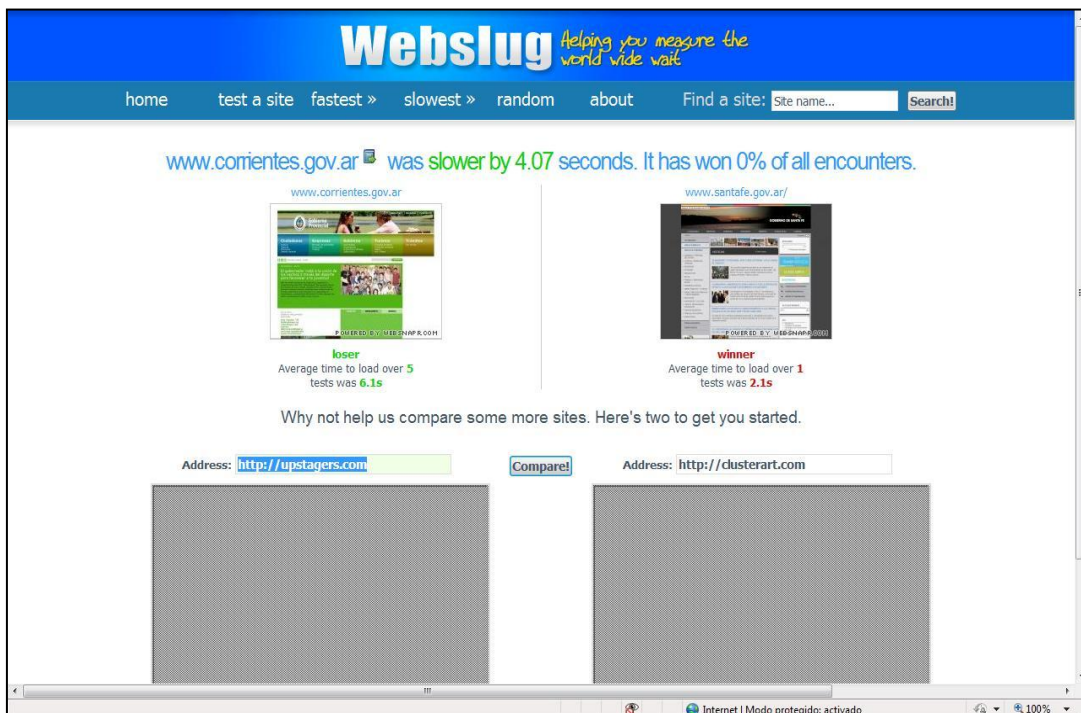 Webslug Helping you measure the
world wide wait
home test a site fastest » slowest » random about Find a site: Site name... Search!
www.corrientes.gov.ar was slower by 4.07 seconds. It has won 0% of all encounters.
www.corrientes.gov.ar
POWERED BY WEBSNAPR.COM
loser
Average time to load over 5
tests was 6.1s
www.santafe.gov.ar/
GOBIERNO DE SANTA FE
POWERED BY WEBSNAPR.COM
winner
Average time to load over 1
tests was 2.1s
Why not help us compare some more sites. Here's two to get you started.
Address: http://upstagers.com Compare! Address: http://clusterart.com
Internet | Modo protegido: activado 100%